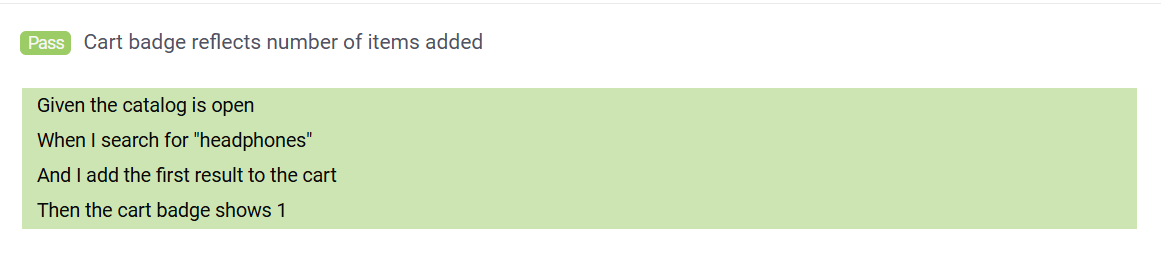 Pass Cart badge reflects number of items added
Given the catalog is open
When I search for "headphones"
And I add the first result to the cart
Then the cart badge shows 1